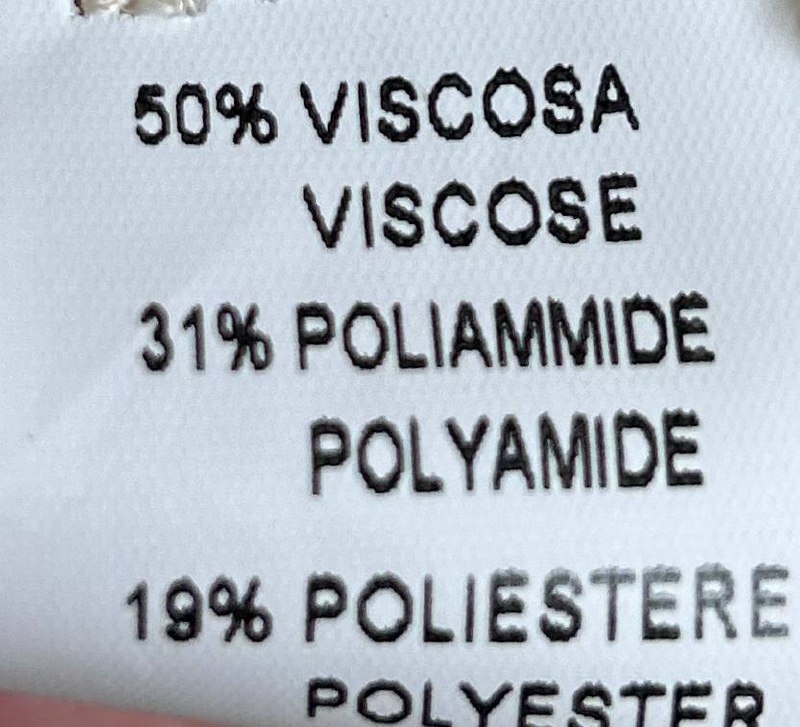 50% VISCOSA
VISCOSE
31% POLIAMMIDE
POLYAMIDE
19% POLIESTERE
POLYESTER